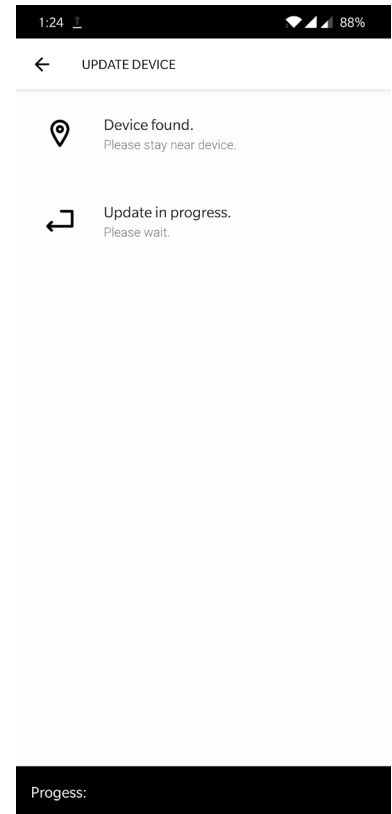 1:24 88%
UPDATE DEVICE
Device found.
Please stay near device.
Update in progress.
Please wait.
Progess: